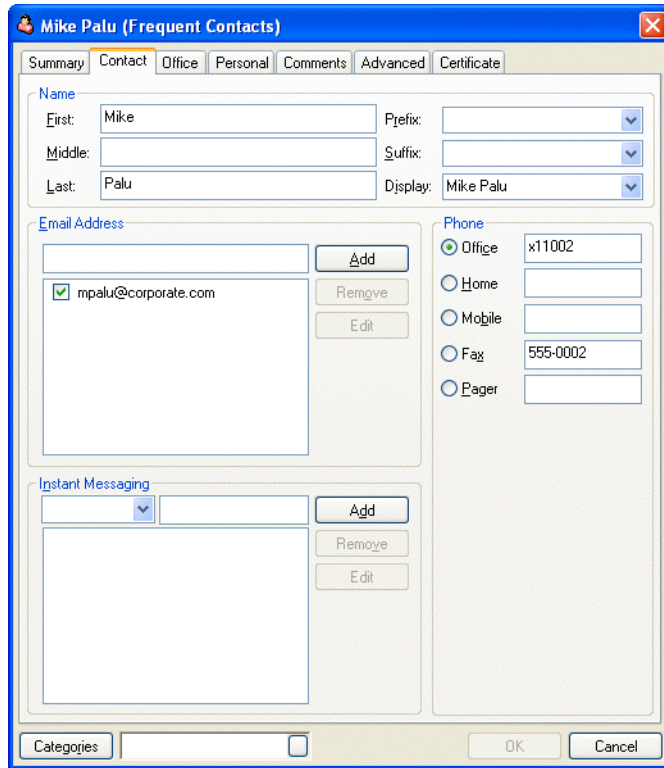 Mike Palu (Frequent Contacts)
Summary Contact Office Personal Comments Advanced Certificate
Name
First: Mike Prefix:
Middle: Suffix:
Last: Palu Display: Mike Palu
Email Address Phone
Add Office x11002
mpalu@corporate.com Remove Home
Edit Mobile
Fax 555-0002
Pager
Instant Messaging
Add
Remove
Edit
Categories OK Cancel